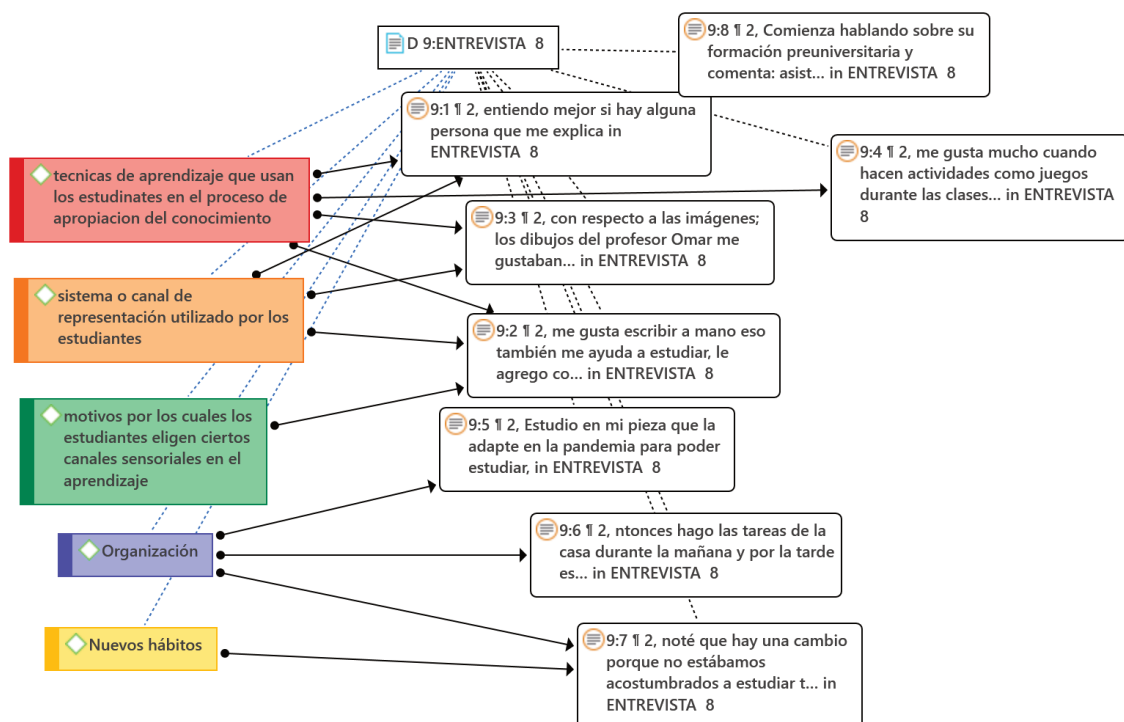 D 9:ENTREVISTA 8
9:8 ¶ 2, Comienza hablando sobre su
formación preuniversitaria y
comenta: asist... in ENTREVISTA
8
9:1 ¶ 2, entiendo mejor si hay alguna
persona que me explica in
ENTREVISTA 8
9:4 ¶ 2, me gusta mucho cuando
hacen actividades como juegos
durante las clases... in ENTREVISTA
8
tecnicas de aprendizaje que usan
los estudinates en el proceso de
apropiacion del conocimiento
9:3 ¶ 2, con respecto a las imágenes;
los dibujos del profesor Omar me
gustaban... in ENTREVISTA 8
sistema o canal de
representación utilizado por los
estudiantes
9:2 ¶ 2, me gusta escribir a mano eso
también me ayuda a estudiar, le
agrego co... in ENTREVISTA 8
motivos por los cuales los
estudiantes eligen ciertos
canales sensoriales en el
aprendizaje
9:5 ¶ 2, Estudio en mi pieza que la
adapte en la pandemia para poder
estudiar, in ENTREVISTA 8
Organización
9:6 ¶ 2, ntonces hago las tareas de la
casa durante la mañana y por la tarde
es... in ENTREVISTA 8
Nuevos hábitos
9:7 ¶ 2, noté que hay una cambio
porque no estábamos
acostumbrados a estudiar t... in
ENTREVISTA 8